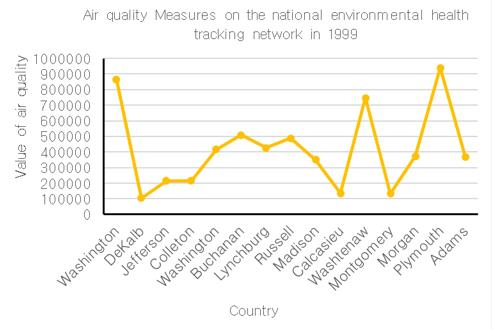 Air quality Measures on the national environmental health
tracking network in 1999
Value of air quality
1000000
900000
800000
700000
600000
500000
400000
300000
200000
100000
0
Washington
DeKalb
Jefferson
Colleton
Washington
Buchanan
Lynchburg
Russell
Madison
Calcasieu
Washtenaw
Montgomery
Morgan
Plymouth
Adams
Country